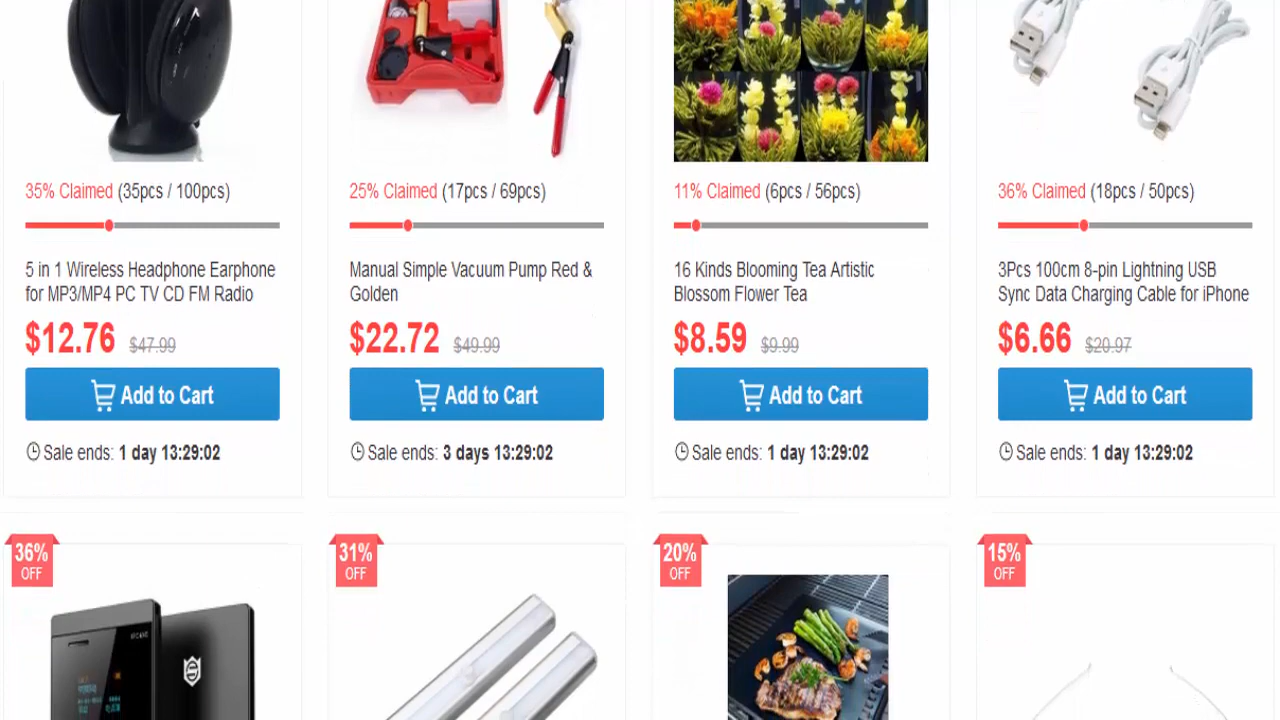 35% Claimed (35pcs / 100pcs)
25% Claimed (17pcs / 69pcs)
11% Claimed (6pcs / 56pcs)
36% Claimed (18pcs / 50pcs)
5 in 1 Wireless Headphone Earphone
for MP3/MP4 PC TV CD FM Radio
Manual Simple Vacuum Pump Red &
Golden
16 Kinds Blooming Tea Artistic
Blossom Flower Tea
3Pcs 100cm 8-pin Lightning USB
Sync Data Charging Cable for iPhone
$12.76 $47.99
$22.72 $49.99
$8.59 $9.99
$6.66 $20.97
Add to Cart
Add to Cart
Add to Cart
Add to Cart
Sale ends: 1 day 13:29:02
Sale ends: 3 days 13:29:02
Sale ends: 1 day 13:29:02
Sale ends: 1 day 13:29:02
36%
OFF
31%
OFF
20%
OFF
15%
OFF